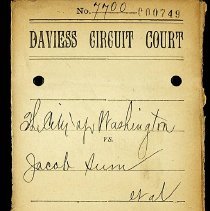 No. 7700 C00749
DAVIESS CIRCUIT COURT
The City of Washington
VS.
Jacob
et al